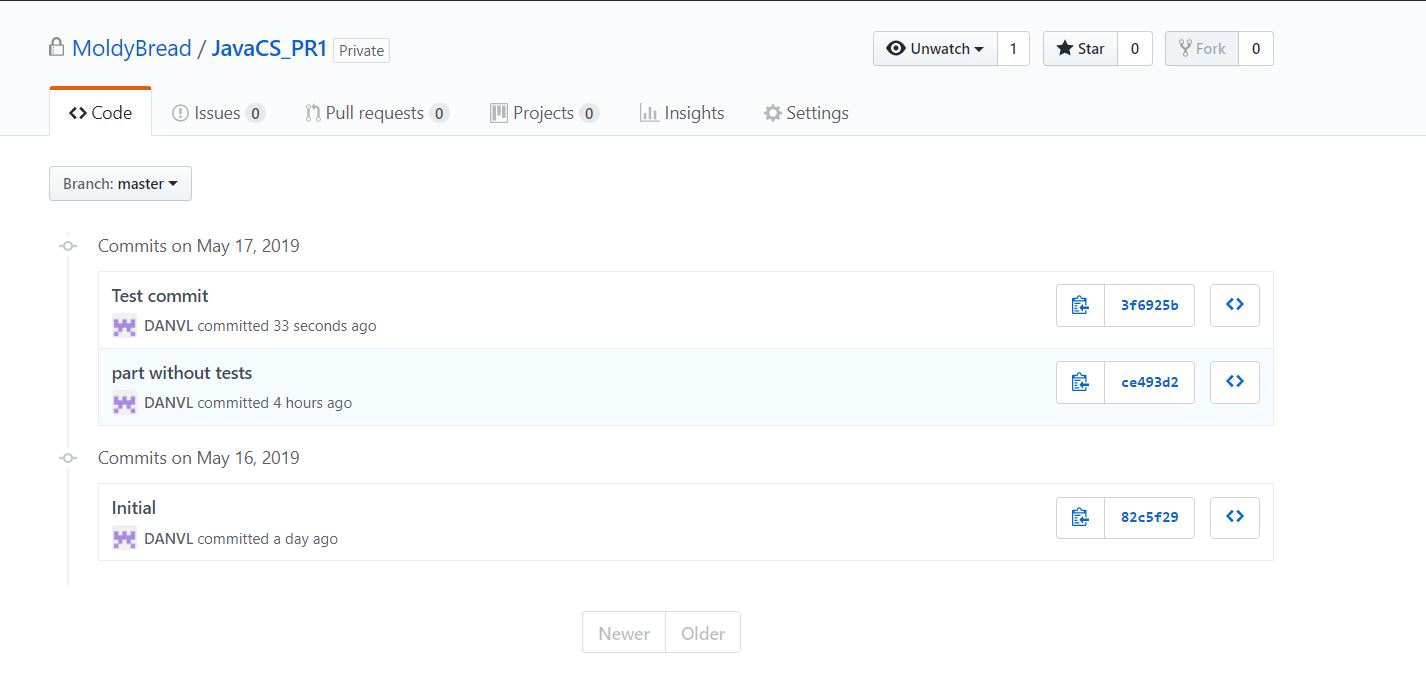 MoldyBread / JavaCS_PR1 Private
Unwatch 1 Star 0 Fork 0
Code Issues 0 Pull requests 0 Projects 0 Insights Settings
Branch: master
Commits on May 17, 2019
Test commit
3f6925b
DANVL committed 33 seconds ago
part without tests
ce493d2
DANVL committed 4 hours ago
Commits on May 16, 2019
Initial
82c5f29
DANVL committed a day ago
Newer Older